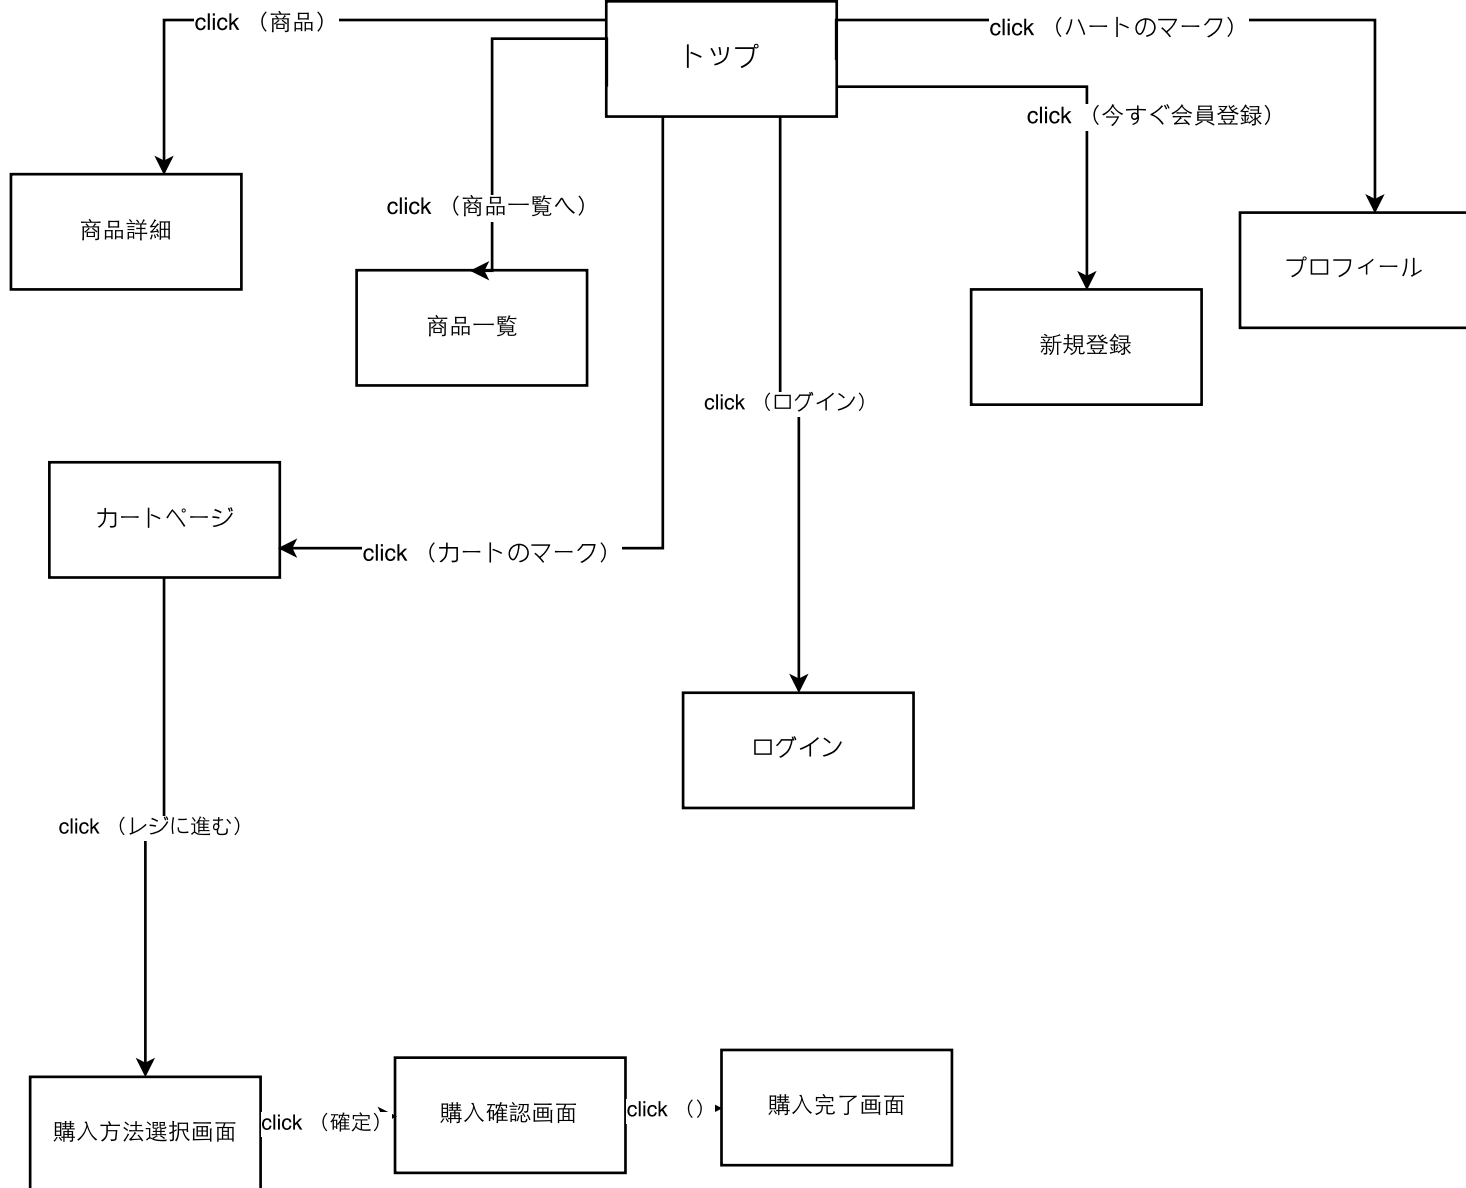 click （商品）
トップ
click （ハートのマーク）
click （今すぐ会員登録）
click （商品一覧へ）
商品詳細
プロフィール
商品一覧
新規登録
click （ログイン）
カートページ
click （カートのマーク）
ログイン
click （レジに進む）
購入方法選択画面
click （確定）
購入確認画面
click （）
購入完了画面